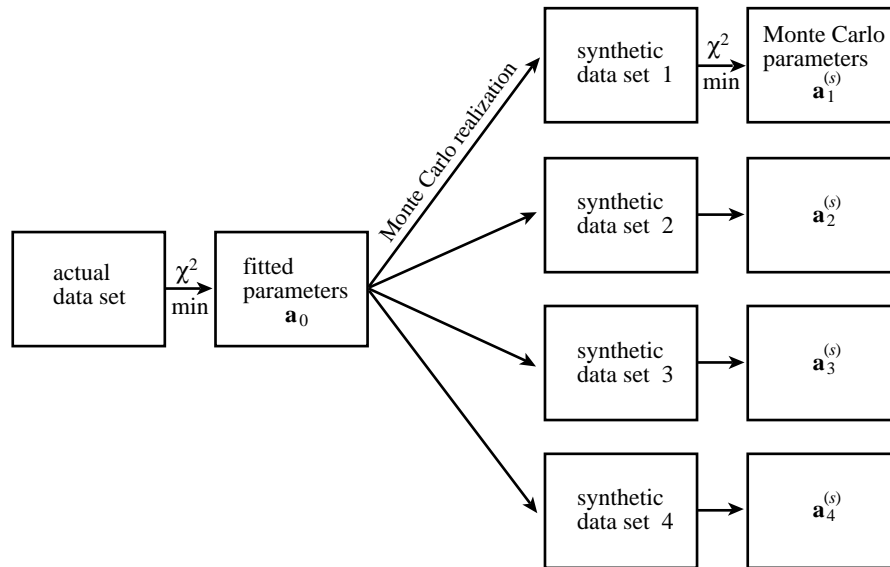 actual
data set
χ²
min
fitted
parameters
a₀
Monte Carlo realization
synthetic
data set 1
χ²
min
Monte Carlo
parameters
a₁⁽ˢ⁾
synthetic
data set 2
a₂⁽ˢ⁾
synthetic
data set 3
a₃⁽ˢ⁾
synthetic
data set 4
a₄⁽ˢ⁾